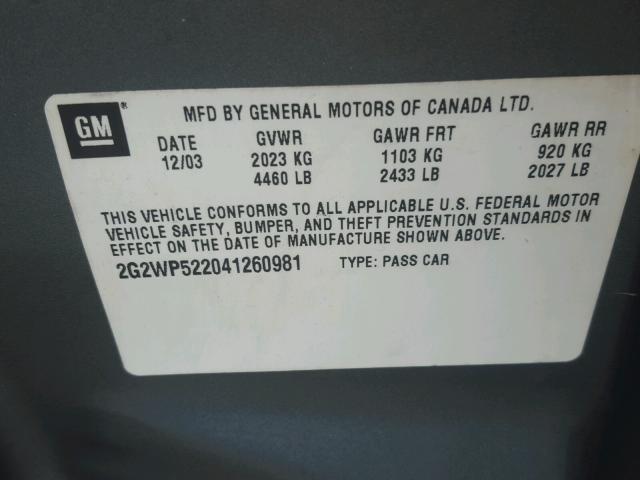 GM®
MFD BY GENERAL MOTORS OF CANADA LTD.
DATE GVWR GAWR FRT GAWR RR
12/03 2023 KG 1103 KG 920 KG
4460 LB 2433 LB 2027 LB
THIS VEHICLE CONFORMS TO ALL APPLICABLE U.S. FEDERAL MOTOR
VEHICLE SAFETY, BUMPER, AND THEFT PREVENTION STANDARDS IN
EFFECT ON THE DATE OF MANUFACTURE SHOWN ABOVE.
2G2WP522041260981 TYPE: PASS CAR